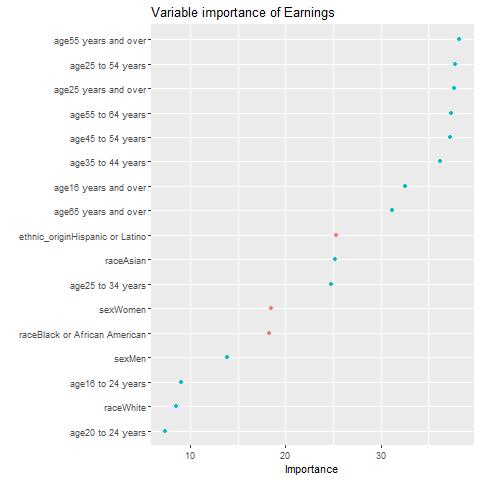 Variable importance of Earnings
age55 years and over
age25 to 54 years
age25 years and over
age55 to 64 years
age45 to 54 years
age35 to 44 years
age16 years and over
age65 years and over
ethnic_originHispanic or Latino
raceAsian
age25 to 34 years
sexWomen
raceBlack or African American
sexMen
age16 to 24 years
raceWhite
age20 to 24 years
10 20 30
Importance